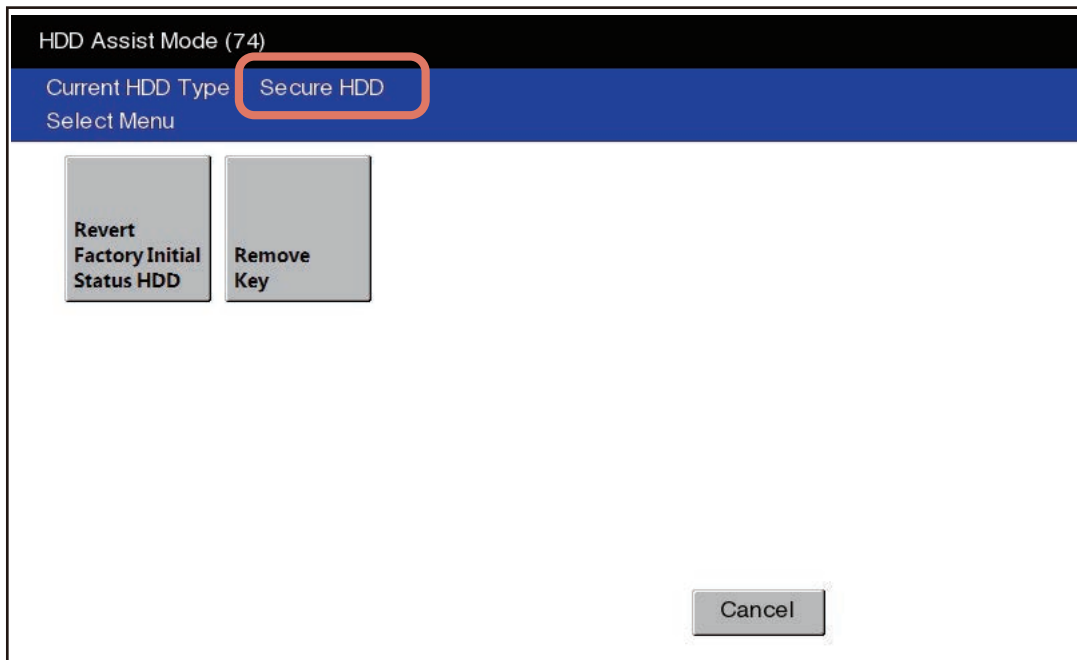 HDD Assist Mode (74)
Current HDD Type Secure HDD
Select Menu
Revert
Factory Initial
Status HDD
Remove
Key
Cancel